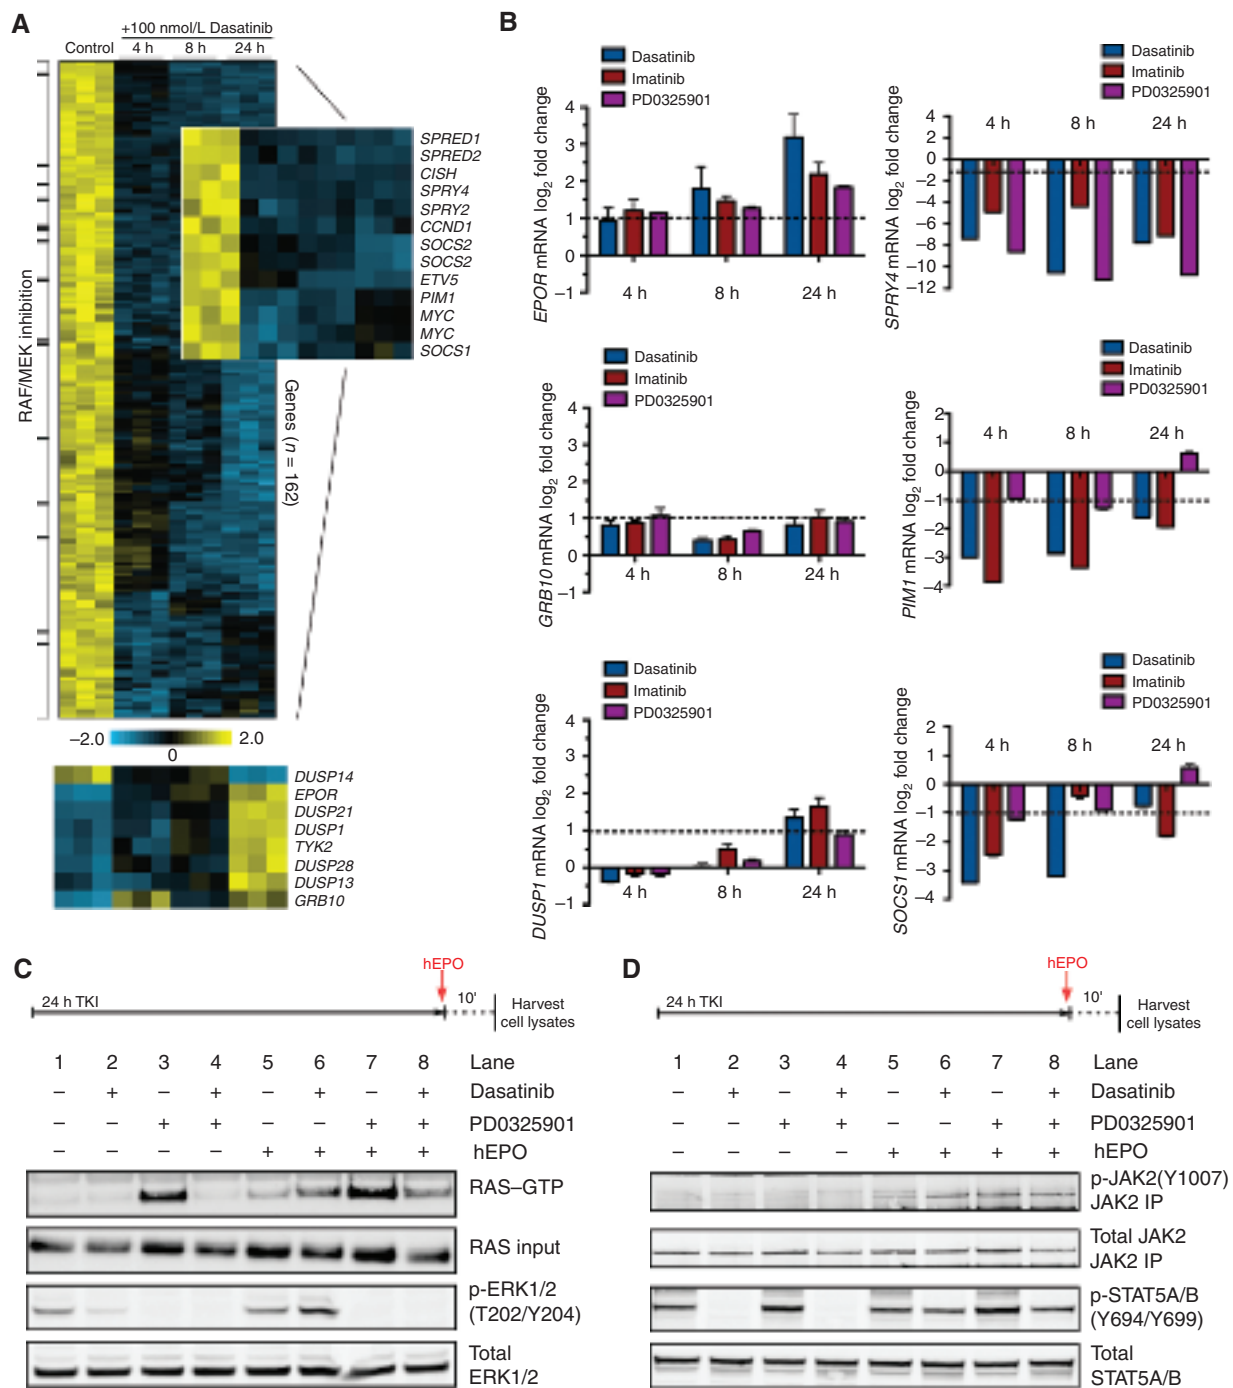 A
+100 nmol/L Dasatinib
Control 4 h 8 h 24 h
RAF/MEK inhibition
SPRED1
SPRED2
CISH
SPRY4
SPRY2
CCND1
SOCS2
SOCS2
ETV5
PIM1
MYC
MYC
SOCS1
Genes (n = 162)
−2.0 0 2.0
DUSP14
EPOR
DUSP21
DUSP1
TYK2
DUSP28
DUSP13
GRB10
B
Dasatinib
Imatinib
PD0325901
EPOR mRNA log2 fold change
4
3
2
1
0
−1
4 h 8 h 24 h
Dasatinib
Imatinib
PD0325901
SPRY4 mRNA log2 fold change
4
2
0
−2
−4
−6
−8
−10
−12
4 h 8 h 24 h
Dasatinib
Imatinib
PD0325901
GRB10 mRNA log2 fold change
4
3
2
1
0
−1
4 h 8 h 24 h
Dasatinib
Imatinib
PD0325901
PIM1 mRNA log2 fold change
2
1
0
−1
−2
−3
−4
4 h 8 h 24 h
Dasatinib
Imatinib
PD0325901
DUSP1 mRNA log2 fold change
4
3
2
1
0
−1
4 h 8 h 24 h
Dasatinib
Imatinib
PD0325901
SOCS1 mRNA log2 fold change
2
1
0
−1
−2
−3
−4
4 h 8 h 24 h
C
hEPO
24 h TKI 10' Harvest
cell lysates
1 2 3 4 5 6 7 8 Lane
− + − + − + − + Dasatinib
− − + + − − + + PD0325901
− − − − + + + + hEPO
RAS–GTP
RAS input
p-ERK1/2
(T202/Y204)
Total
ERK1/2
D
hEPO
24 h TKI 10' Harvest
cell lysates
1 2 3 4 5 6 7 8 Lane
− + − + − + − + Dasatinib
− − + + − − + + PD0325901
− − − − + + + + hEPO
p-JAK2(Y1007)
JAK2 IP
Total JAK2
JAK2 IP
p-STAT5A/B
(Y694/Y699)
Total
STAT5A/B